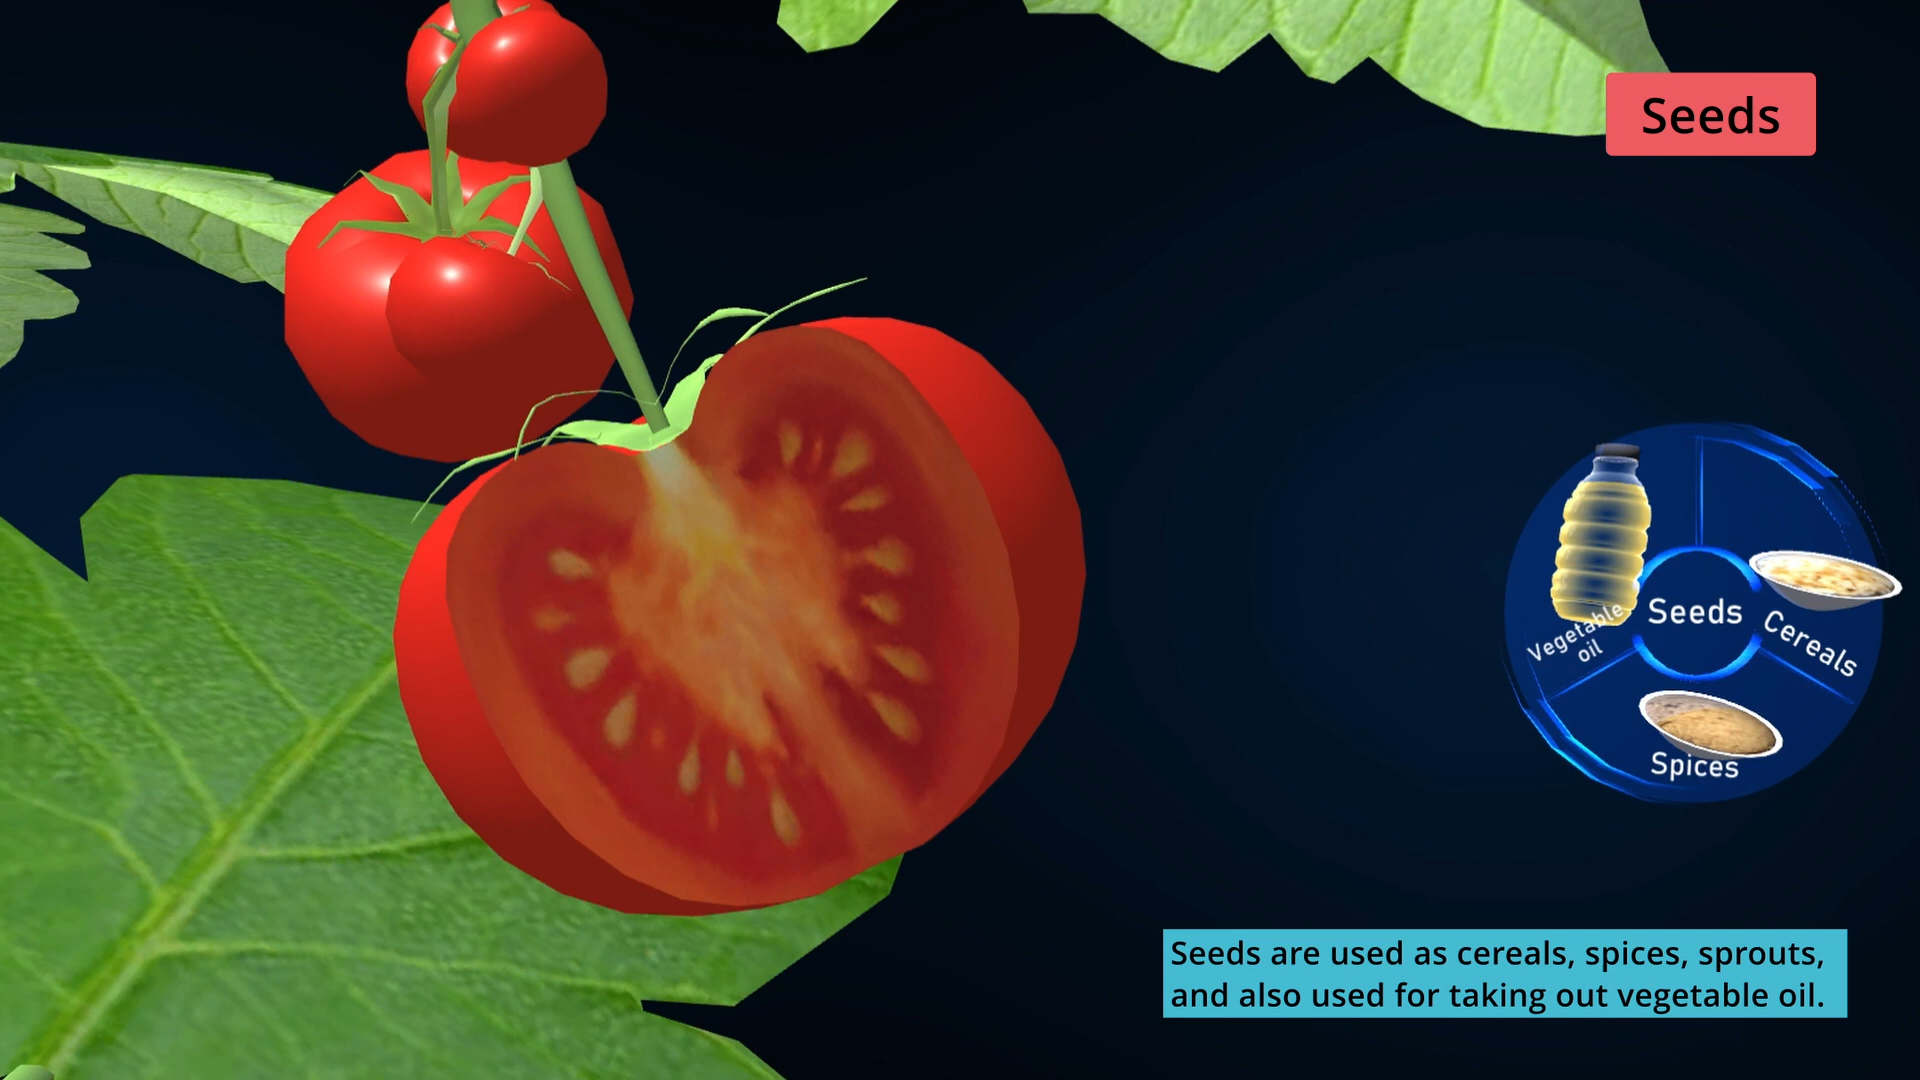 Seeds
Seeds
Vegetable
oil
Cereals
Spices
Seeds are used as cereals, spices, sprouts,
and also used for taking out vegetable oil.